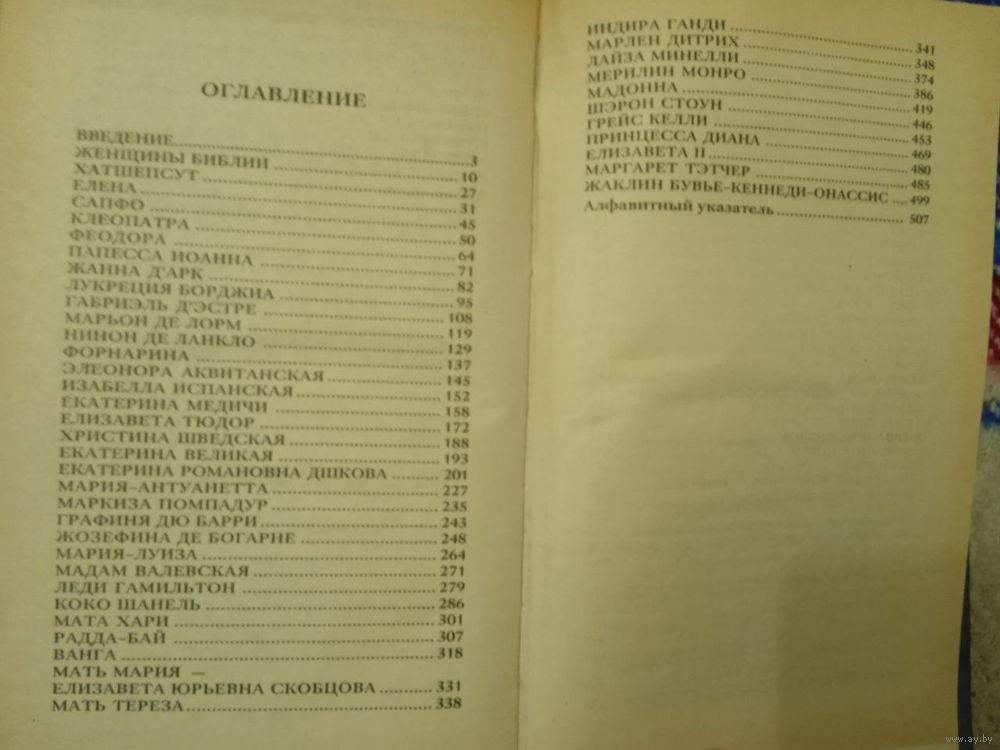 ОГЛАВЛЕНИЕ
ВВЕДЕНИЕ 3
ЖЕНЩИНЫ БИБЛИИ 10
ХАТШЕПСУТ 27
ЕЛЕНА 31
САПФО 45
КЛЕОПАТРА 50
ФЕОДОРА 64
ПАПЕССА ИОАННА 71
ЖАННА Д'АРК 82
ЛУКРЕЦИЯ БОРДЖИА 95
ГАБРИЭЛЬ Д'ЭСТРЕ 108
МАРЬОН ДЕ ЛОРМ 119
НИНОН ДЕ ЛАНКЛО 129
ФОРНАРИНА 137
ЭЛЕОНОРА АКВИТАНСКАЯ 145
ИЗАБЕЛЛА ИСПАНСКАЯ 152
ЕКАТЕРИНА МЕДИЧИ 158
ЕЛИЗАВЕТА ТЮДОР 172
ХРИСТИНА ШВЕДСКАЯ 188
ЕКАТЕРИНА ВЕЛИКАЯ 193
ЕКАТЕРИНА РОМАНОВНА ДШКОВА 201
МАРИЯ-АНТУАНЕТТА 227
МАРКИЗА ПОМПАДУР 235
ГРАФИНЯ ДЮ БАРРИ 243
ЖОЗЕФИНА ДЕ БОГАРНЕ 248
МАРИЯ-ЛУИЗА 264
МАДАМ ВАЛЕВСКАЯ 271
ЛЕДИ ГАМИЛЬТОН 279
КОКО ШАНЕЛЬ 286
МАТА ХАРИ 301
РАДДА-БАЙ 307
ВАНГА 318
МАТЬ МАРИЯ —
ЕЛИЗАВЕТА ЮРЬЕВНА СКОБЦОВА 331
МАТЬ ТЕРЕЗА 338
ИНДИРА ГАНДИ 341
МАРЛЕН ДИТРИХ 348
ЛАЙЗА МИНЕЛЛИ 374
МЕРИЛИН МОНРО 386
МАДОННА 419
ШЭРОН СТОУН 446
ГРЕЙС КЕЛЛИ 453
ПРИНЦЕССА ДИАНА 469
ЕЛИЗАВЕТА II 480
МАРГАРЕТ ТЭТЧЕР 485
ЖАКЛИН БУВЬЕ-КЕННЕДИ-ОНАССИС 499
Алфавитный указатель 507
www.ay.by